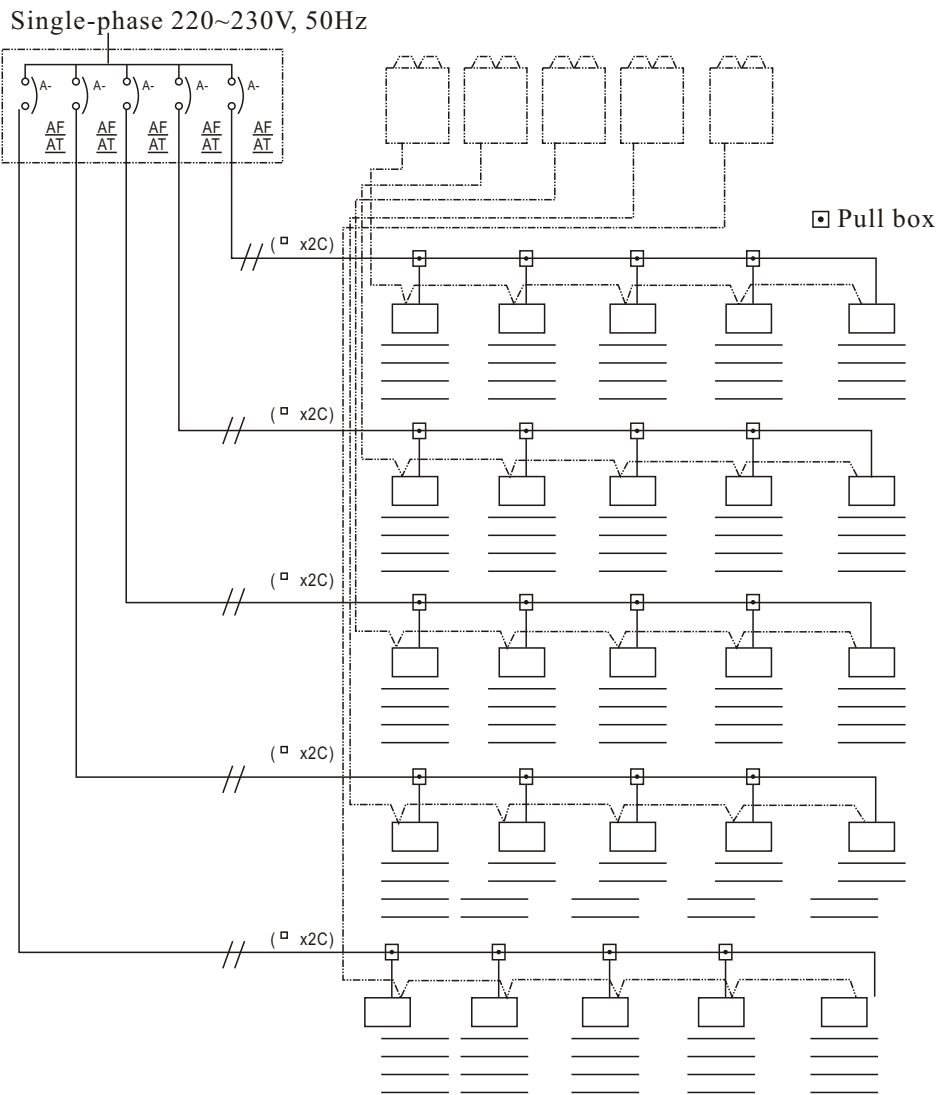 Single-phase 220~230V, 50Hz
A- A- A- A- A-
AF AF AF AF AF
AT AT AT AT AT
Pull box
(□ x2C)
(□ x2C)
(□ x2C)
(□ x2C)
(□ x2C)